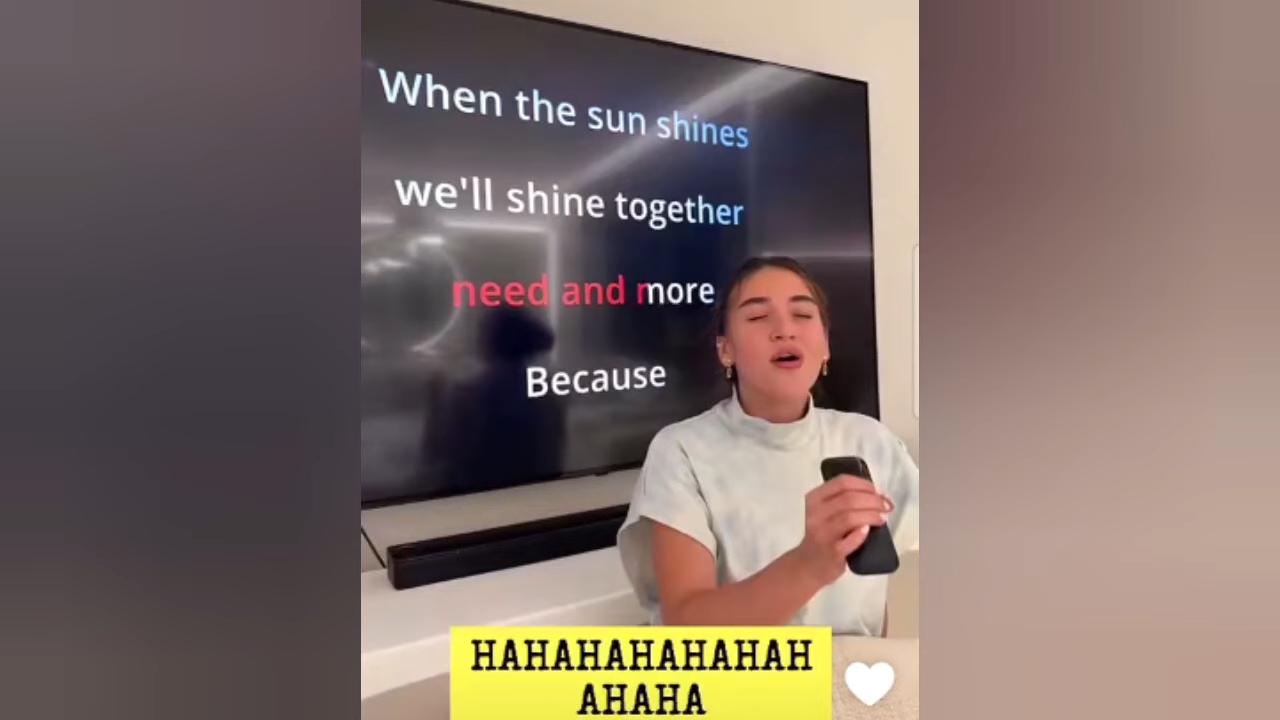 When the sun shines
we'll shine together
need and more
Because
HAHAHAHAHAHAH
AHAHA